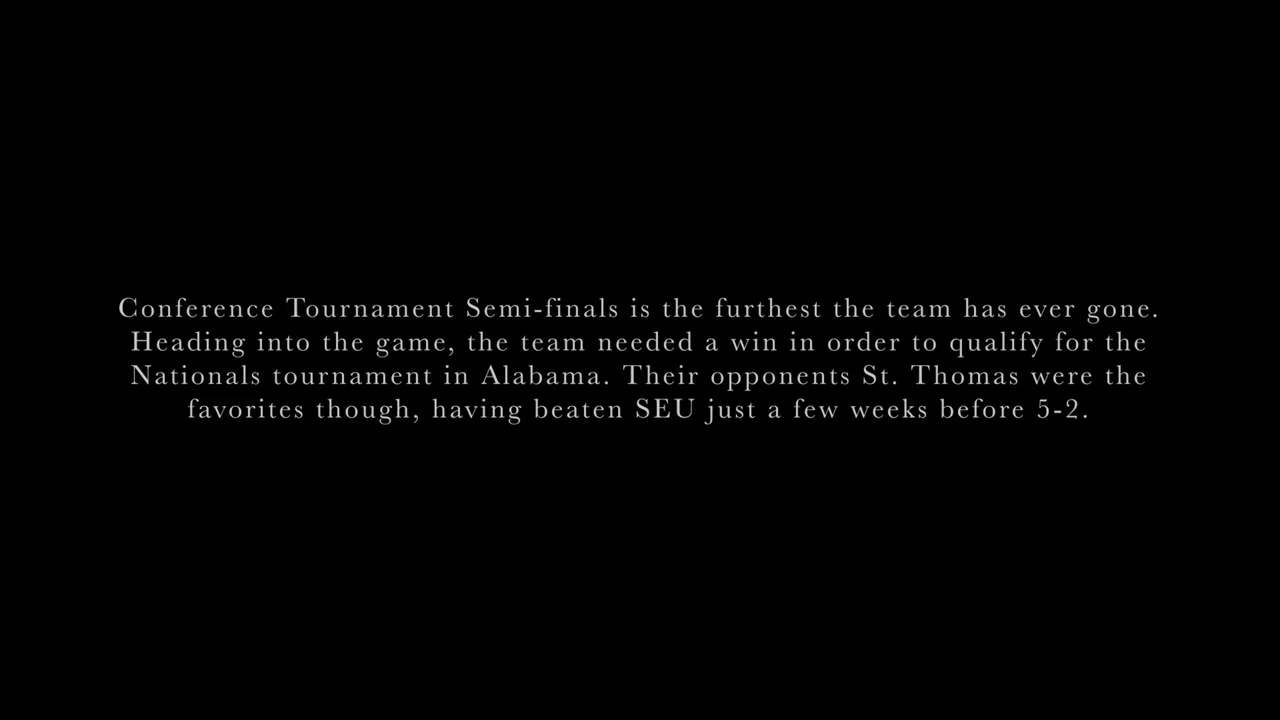 Conference Tournament Semi-finals is the furthest the team has ever gone.
Heading into the game, the team needed a win in order to qualify for the
Nationals tournament in Alabama. Their opponents St. Thomas were the
favorites though, having beaten SEU just a few weeks before 5-2.